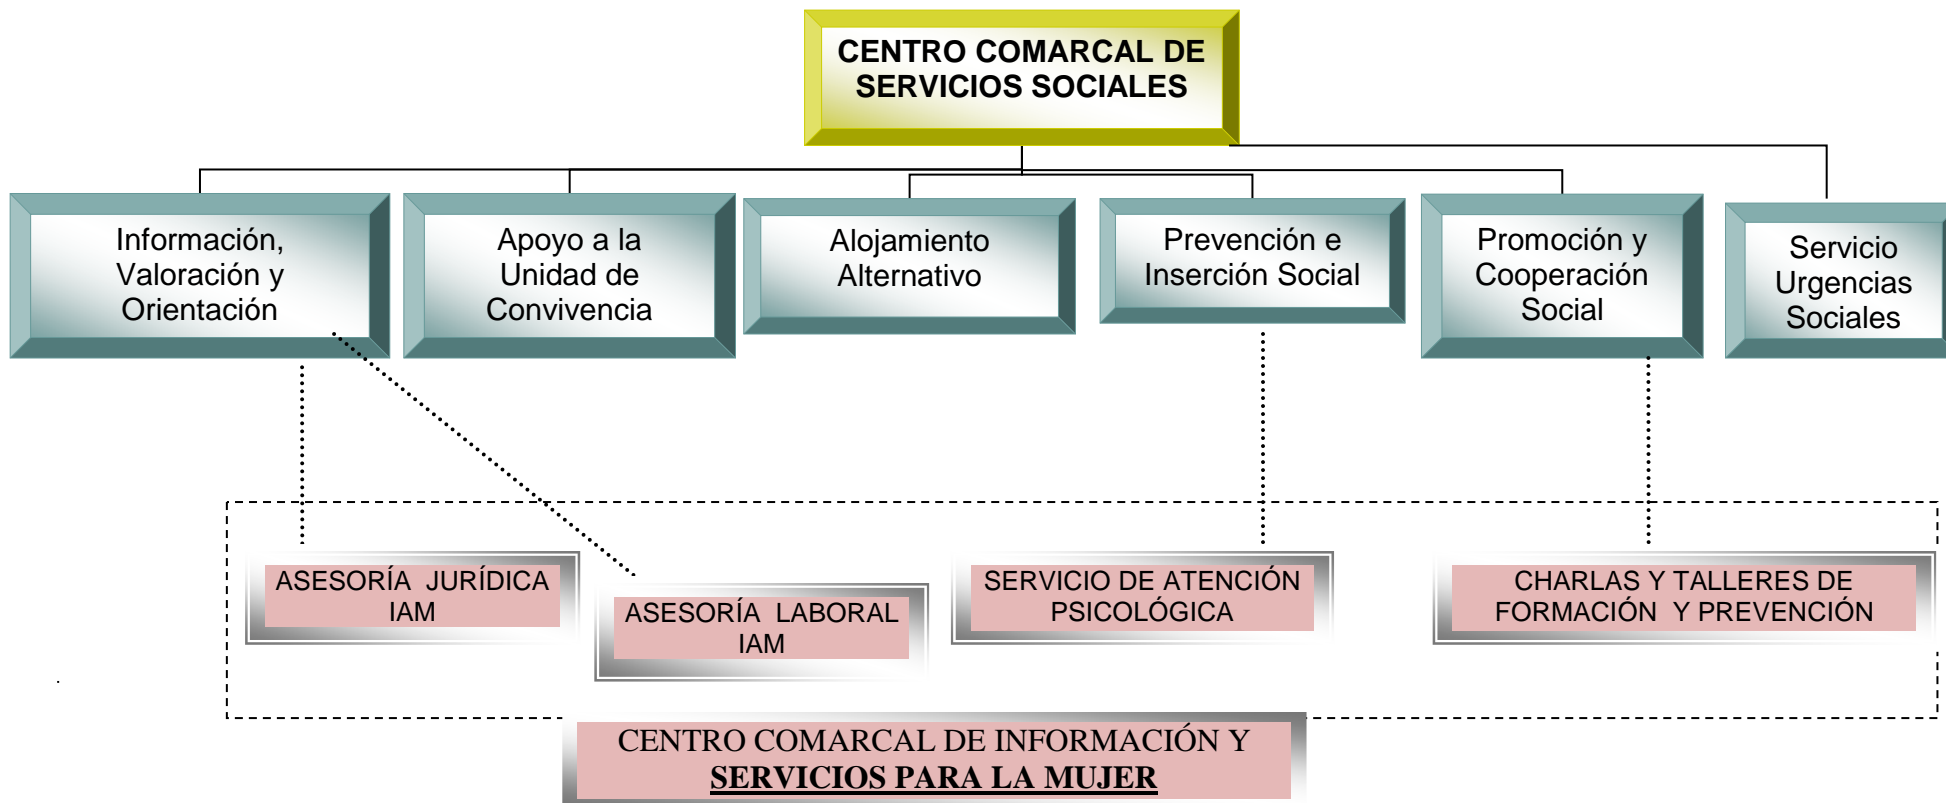 CENTRO COMARCAL DE
SERVICIOS SOCIALES
Información,
Valoración y
Orientación
Apoyo a la
Unidad de
Convivencia
Alojamiento
Alternativo
Prevención e
Inserción Social
Promoción y
Cooperación
Social
Servicio
Urgencias
Sociales
ASESORÍA JURÍDICA
IAM
ASESORÍA LABORAL
IAM
SERVICIO DE ATENCIÓN
PSICOLÓGICA
CHARLAS Y TALLERES DE
FORMACIÓN Y PREVENCIÓN
.
CENTRO COMARCAL DE INFORMACIÓN Y
SERVICIOS PARA LA MUJER